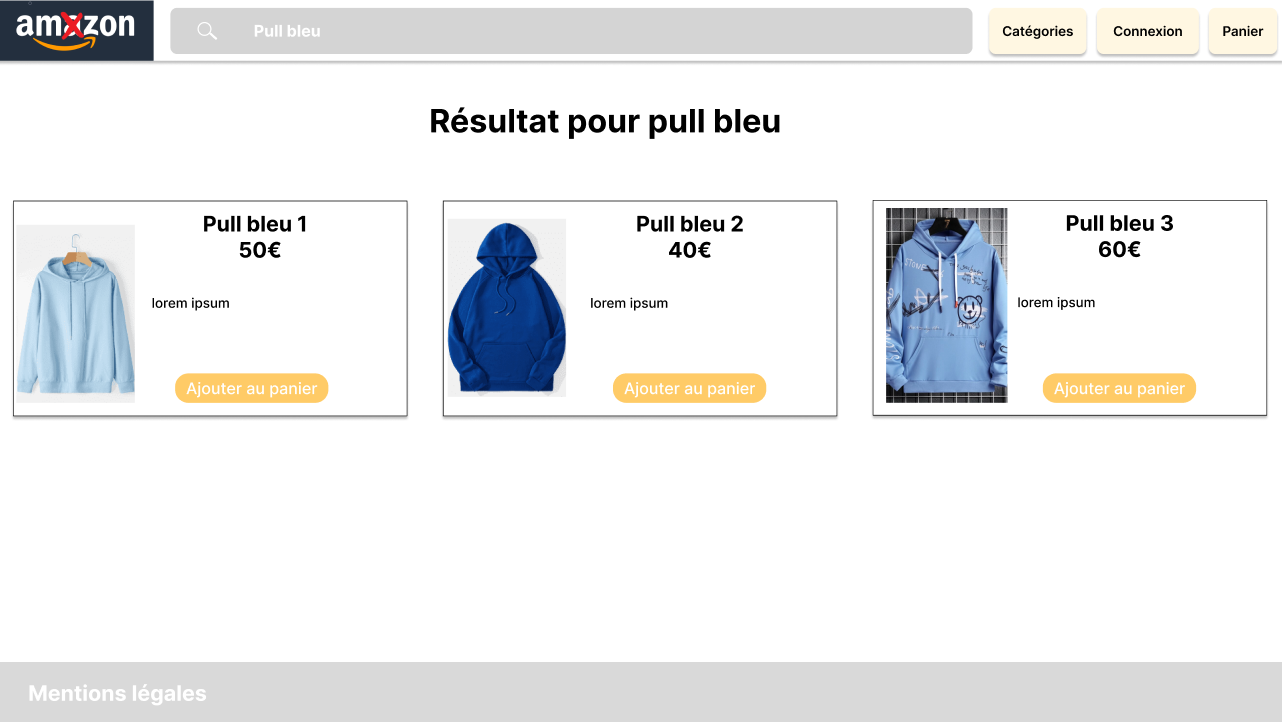 amazon
Pull bleu
Catégories
Connexion
Panier
Résultat pour pull bleu
Pull bleu 1
50€
lorem ipsum
Ajouter au panier
Pull bleu 2
40€
lorem ipsum
Ajouter au panier
Pull bleu 3
60€
lorem ipsum
Ajouter au panier
Mentions légales